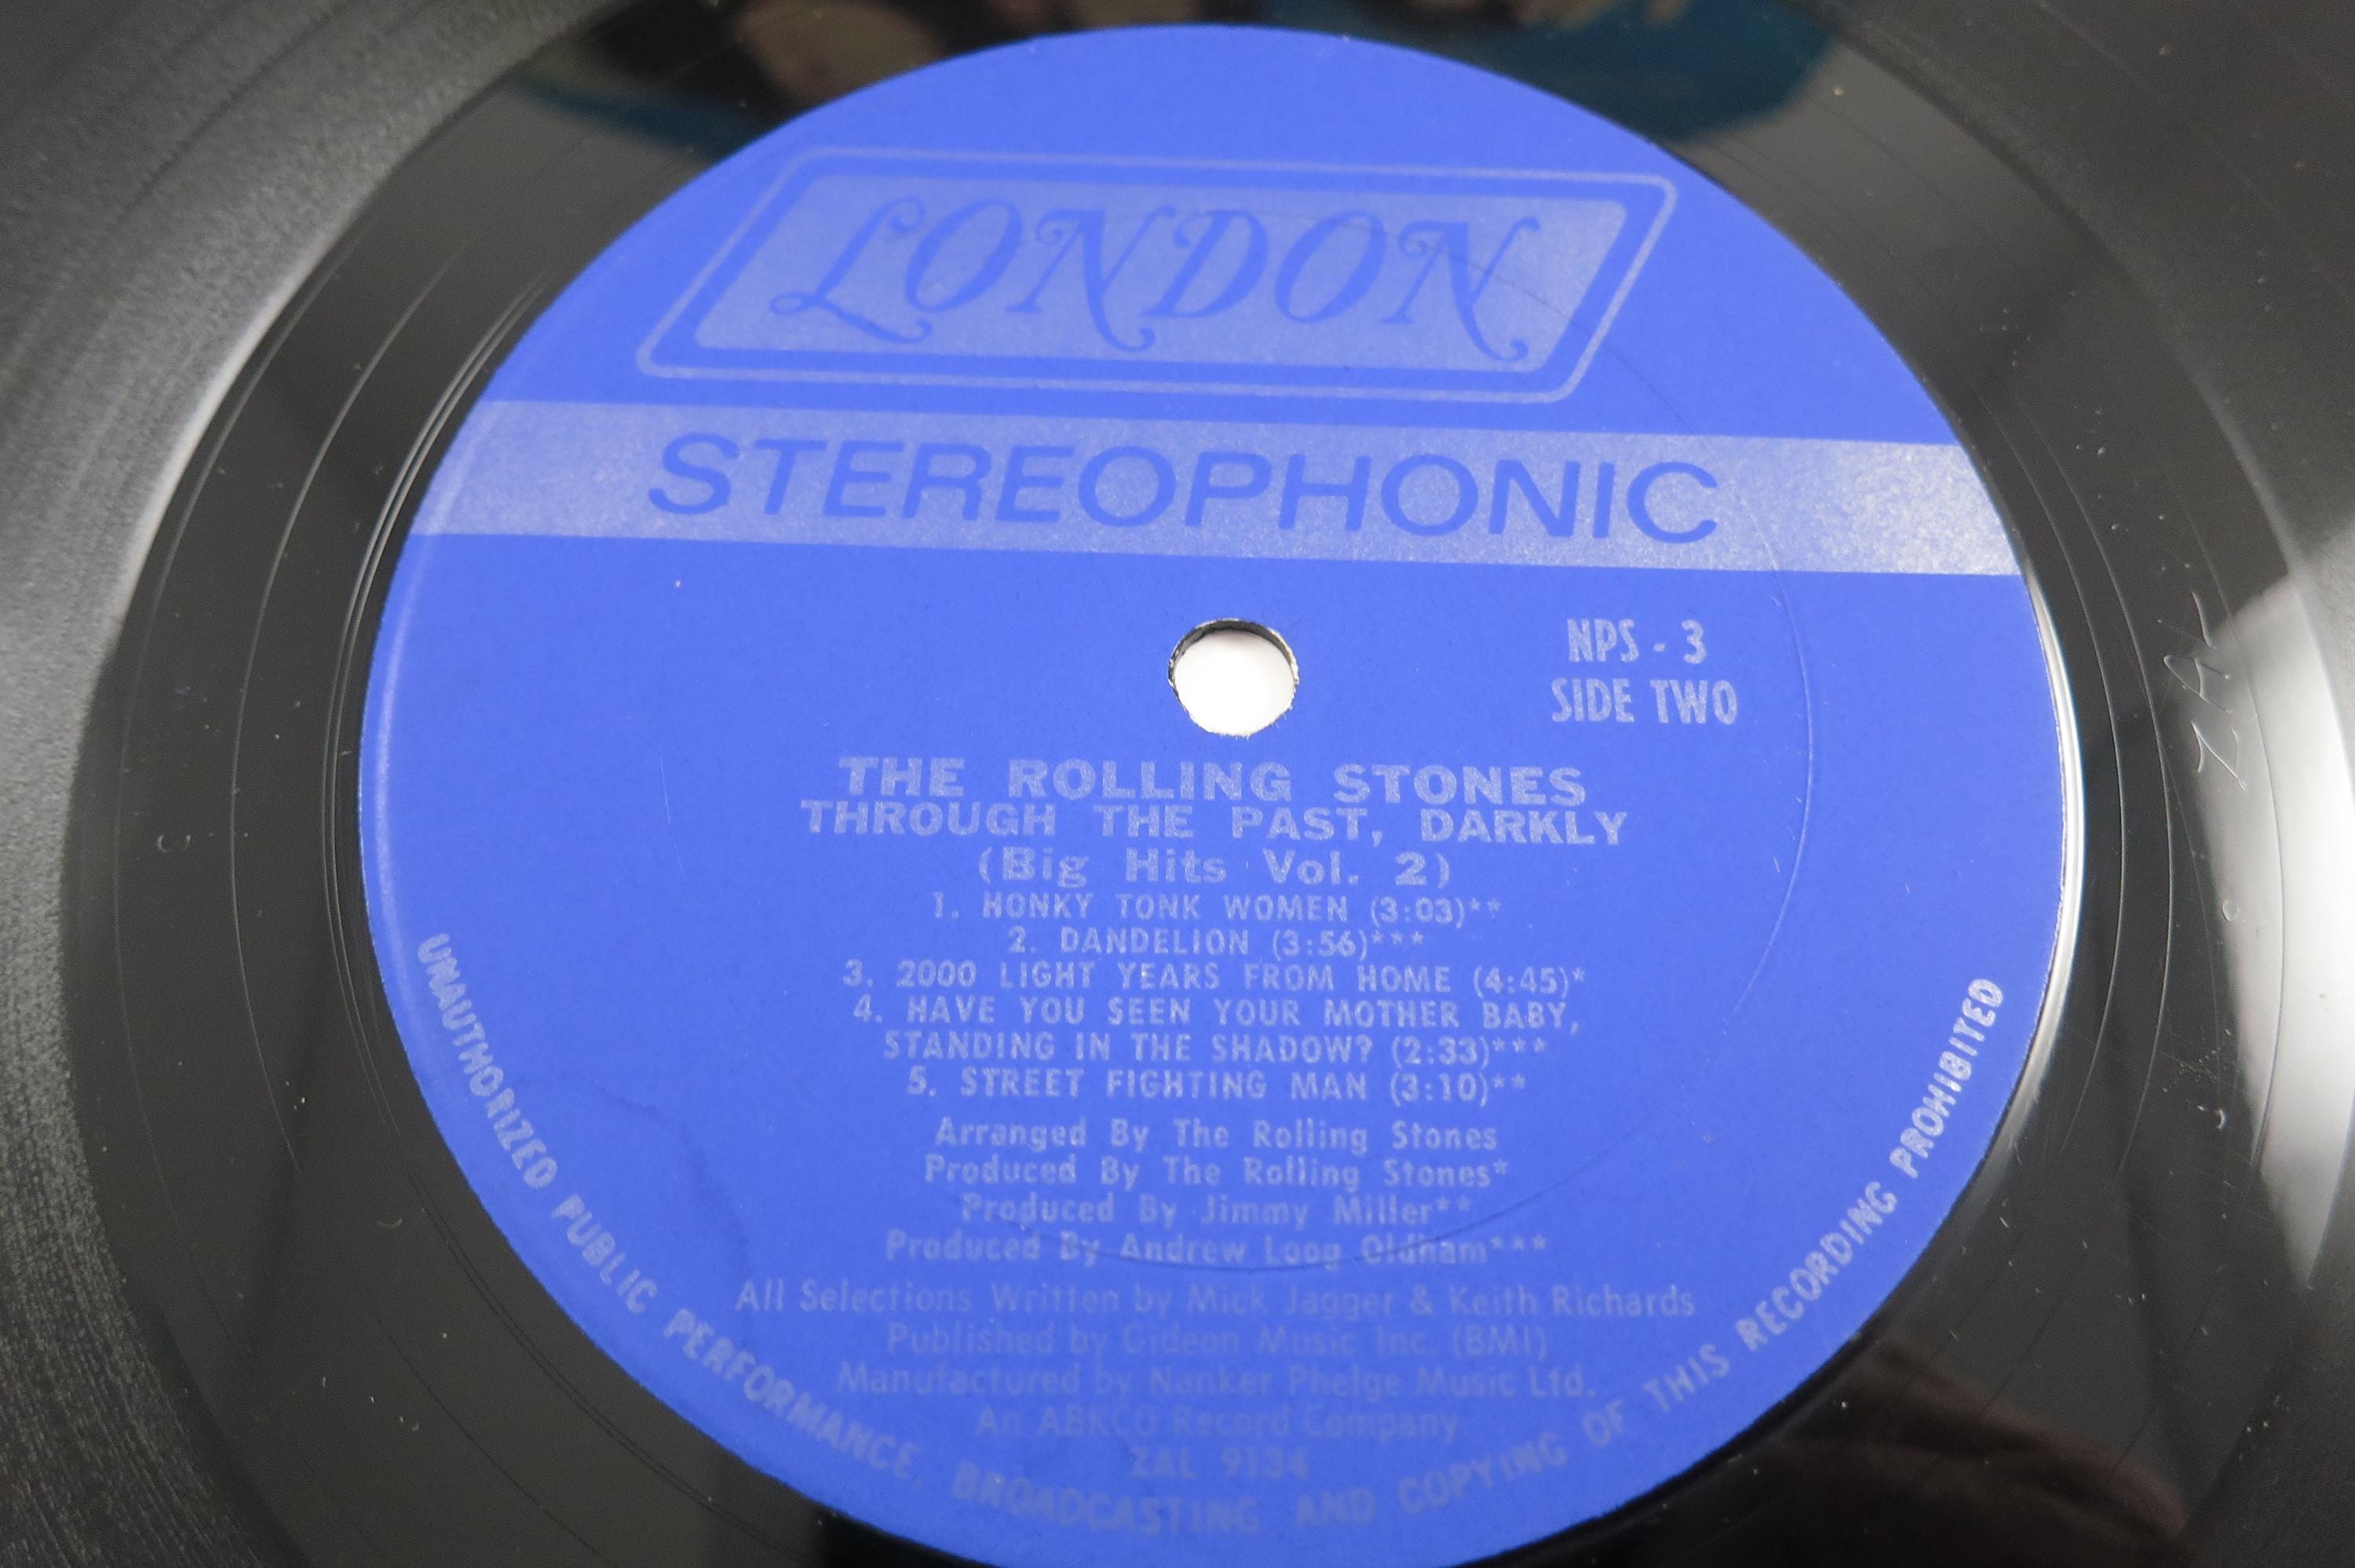 LONDON
STEREOPHONIC
NPS - 3
SIDE TWO
THE ROLLING STONES
THROUGH THE PAST, DARKLY
(Big Hits Vol. 2)
1. HONKY TONK WOMEN (3:03)**
2. DANDELION (3:56)***
3. 2000 LIGHT YEARS FROM HOME (4:45)*
4. HAVE YOU SEEN YOUR MOTHER BABY,
STANDING IN THE SHADOW? (2:33)***
5. STREET FIGHTING MAN (3:10)**
Arranged By The Rolling Stones
Produced By The Rolling Stones*
Produced By Jimmy Miller**
Produced By Andrew Loog Oldham***
All Selections Written by Mick Jagger & Keith Richards
Published by Gideon Music Inc. (BMI)
Manufactured by Nanker Phelge Music Ltd.
An ABKCO Record Company
ZAL 9134
UNAUTHORIZED PUBLIC PERFORMANCE, BROADCASTING AND COPYING OF THIS RECORDING PROHIBITED